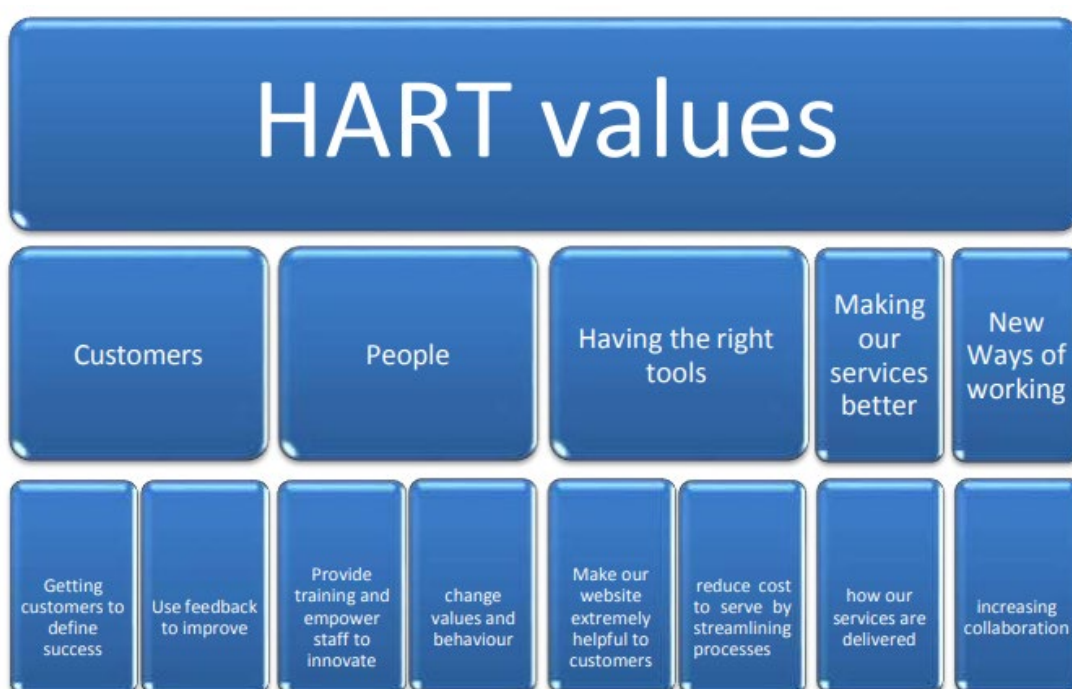 HART values
Customers
People
Having the right
tools
Making
our
services
better
New
Ways of
working
Getting
customers to
define
success
Use feedback
to improve
Provide
training and
empower
staff to
innovate
change
values and
behaviour
Make our
website
extremely
helpful to
customers
reduce cost
to serve by
streamlining
processes
how our
services are
delivered
increasing
collaboration